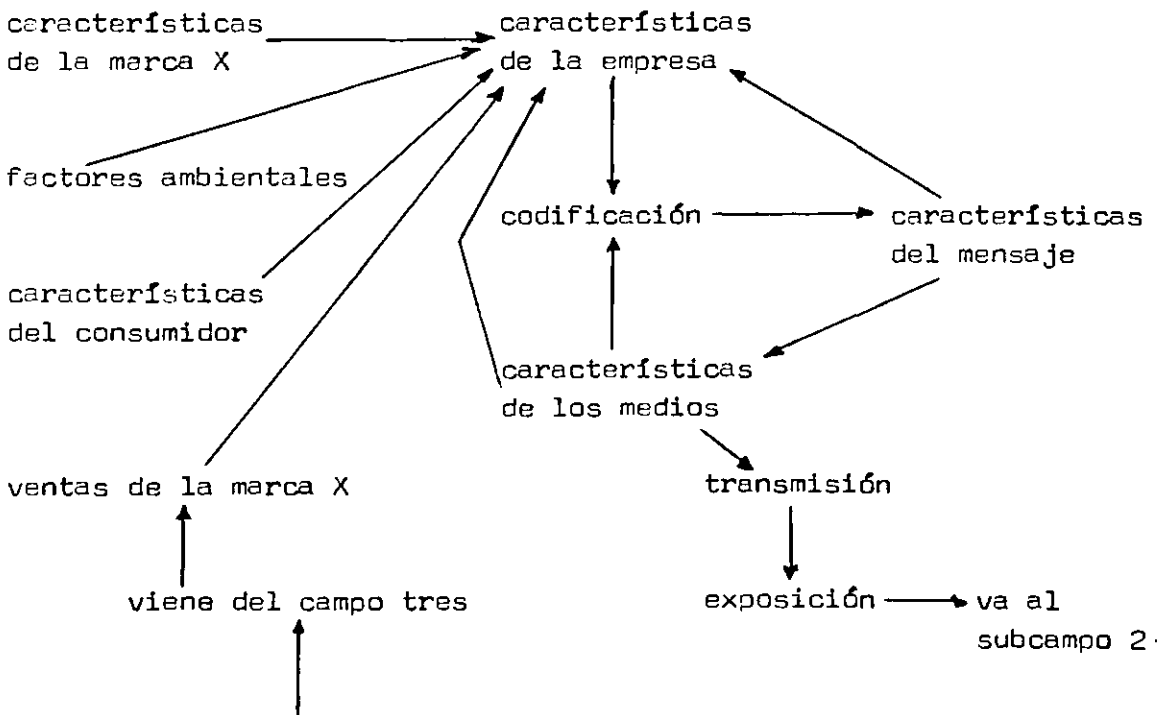 características
de la marca X
características
de la empresa
factores ambientales
codificación
características
del mensaje
características
del consumidor
características
de los medios
ventas de la marca X
transmisión
viene del campo tres
exposición
va al
subcampo 2